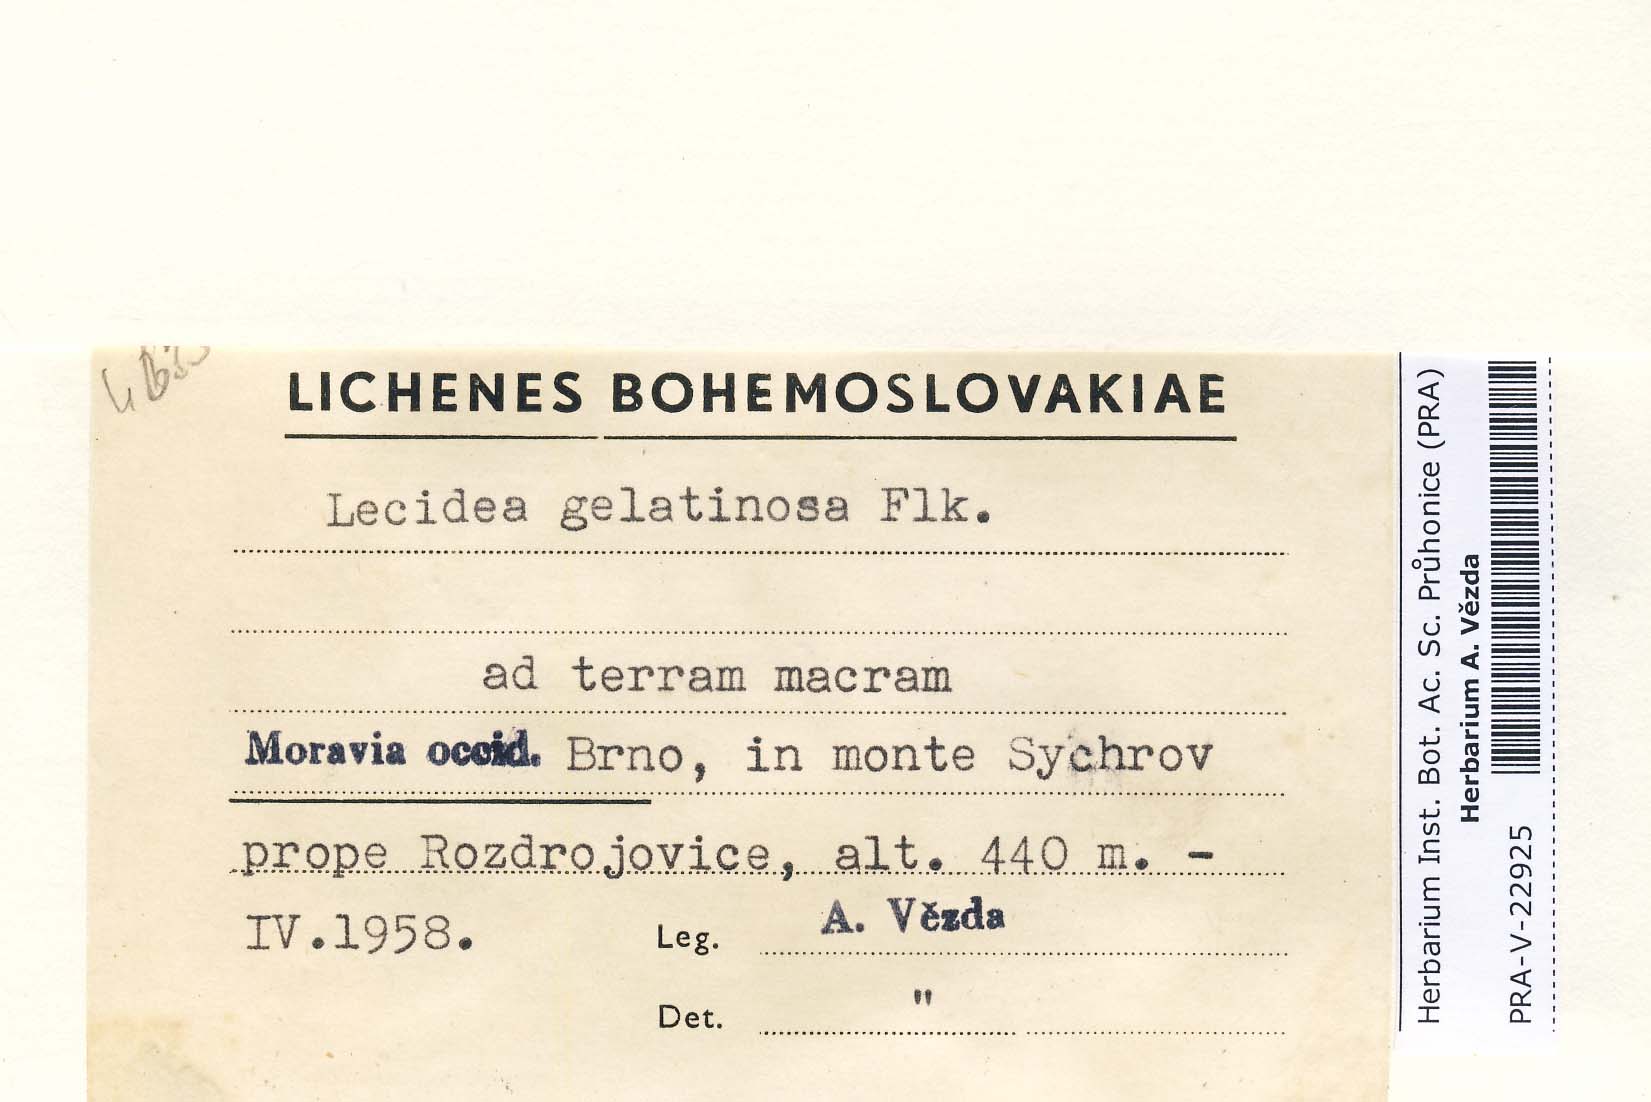 LICHENES BOHEMOSLOVAKIAE
Lecidea gelatinosa Flk.
ad terram macram
Moravia occid. Brno, in monte Sychrov
prope Rozdrojovice, alt. 440 m. -
IV.1958.
Leg. A. Vězda
Det. "
Herbarium Inst. Bot. Ac. Sc. Průhonice (PRA)
Herbarium A. Vězda
PRA-V-22925